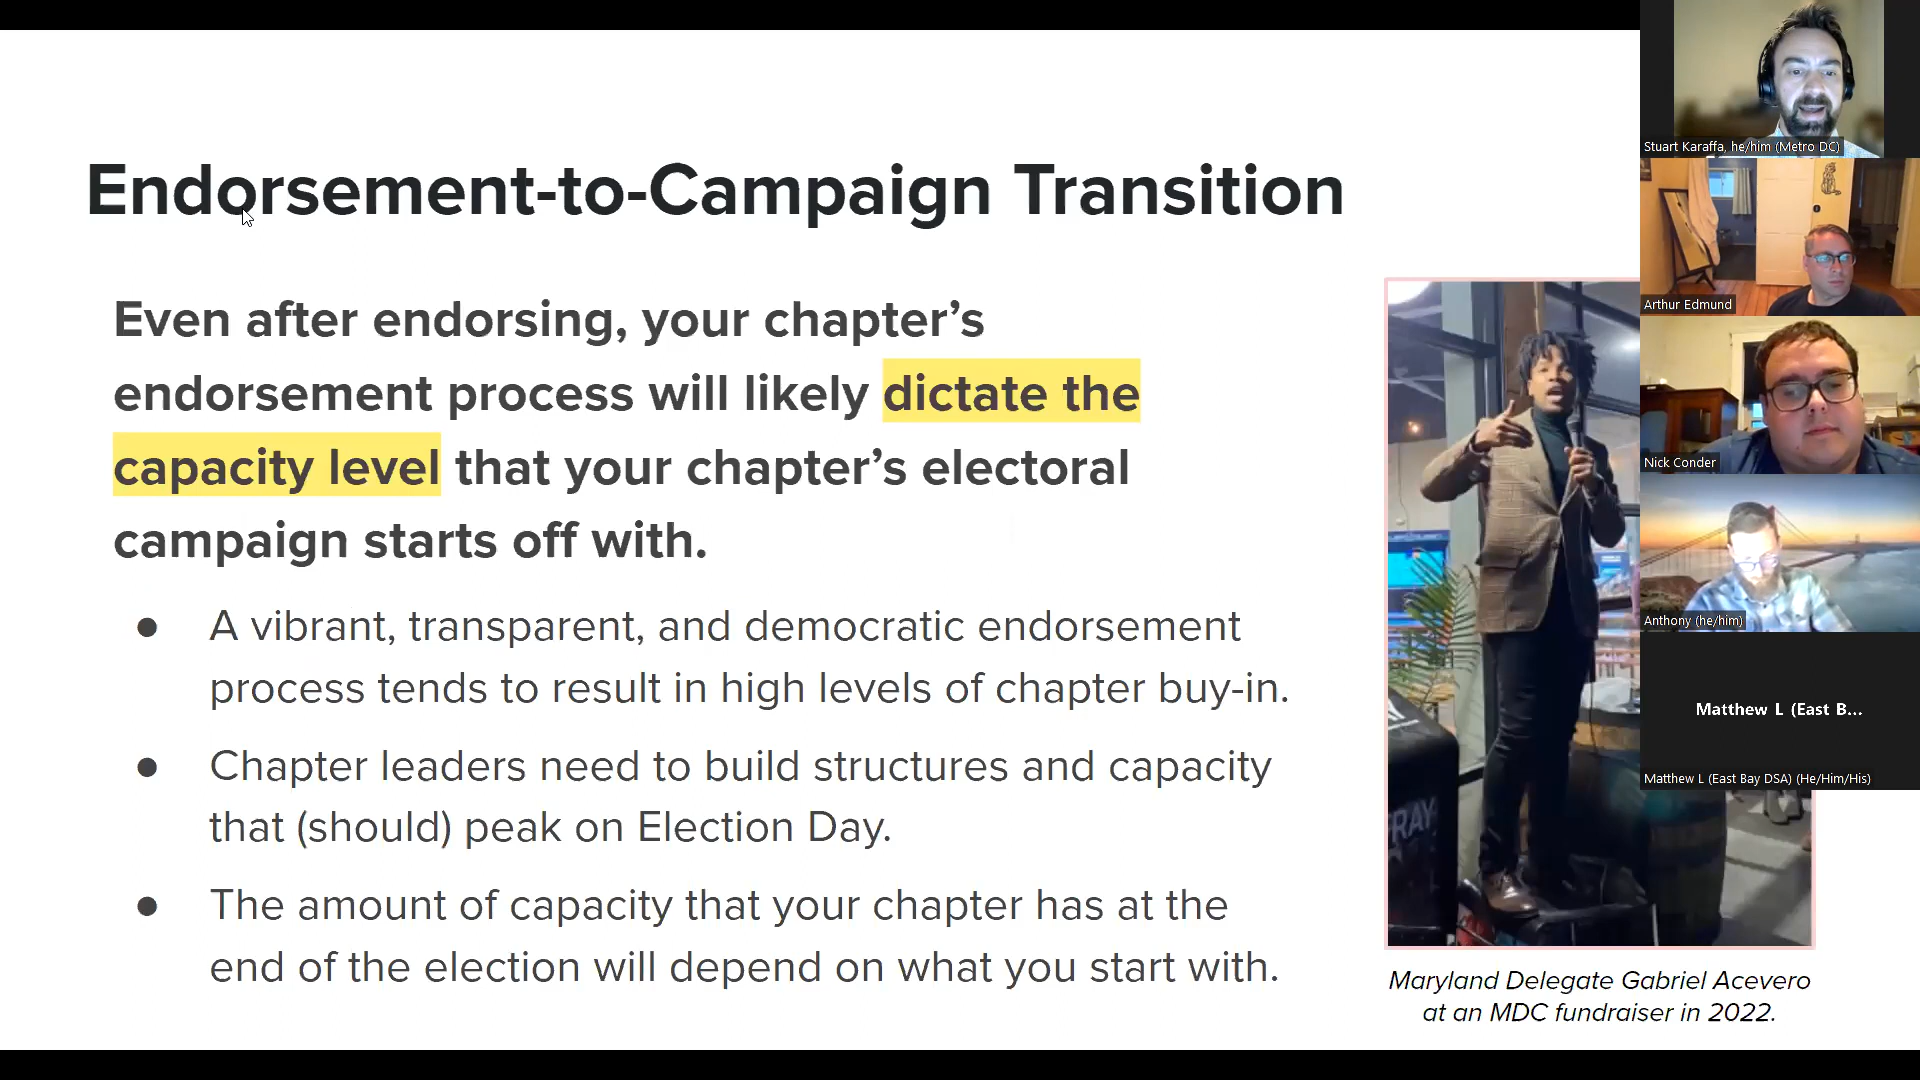 Endorsement-to-Campaign Transition
Even after endorsing, your chapter’s
endorsement process will likely dictate the
capacity level that your chapter’s electoral
campaign starts off with.
● A vibrant, transparent, and democratic endorsement
process tends to result in high levels of chapter buy-in.
● Chapter leaders need to build structures and capacity
that (should) peak on Election Day.
● The amount of capacity that your chapter has at the
end of the election will depend on what you start with.
Maryland Delegate Gabriel Acevero
at an MDC fundraiser in 2022.
Stuart Karaffa, he/him (Metro DC)
Arthur Edmund
Nick Conder
Anthony (he/him)
Matthew L (East B...
Matthew L (East Bay DSA) (He/Him/His)